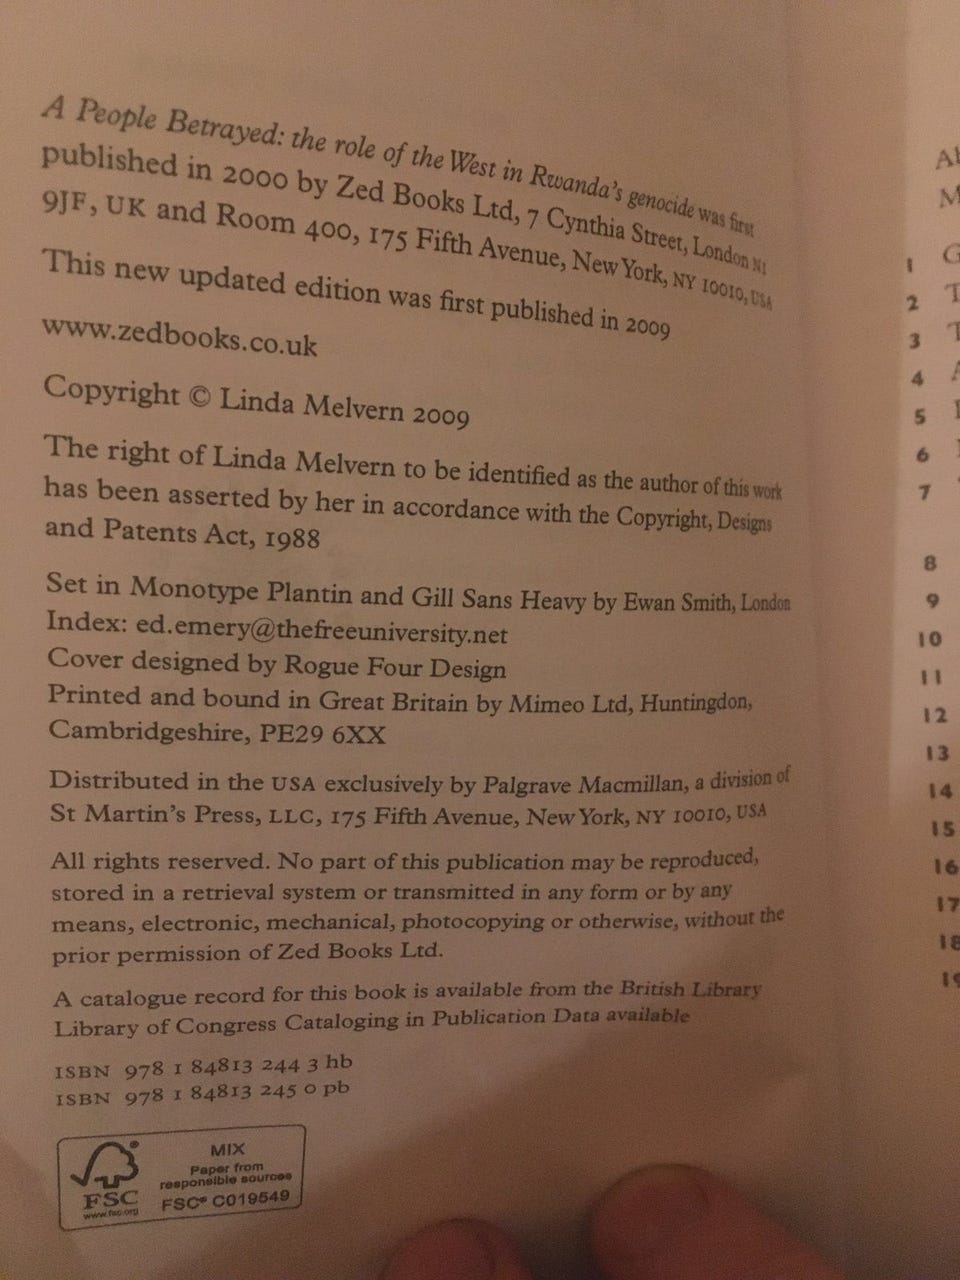 A People Betrayed: the role of the West in Rwanda's genocide was first
published in 2000 by Zed Books Ltd, 7 Cynthia Street, London N1
9JF, UK and Room 400, 175 Fifth Avenue, New York, NY 10010, USA
This new updated edition was first published in 2009
www.zedbooks.co.uk
Copyright © Linda Melvern 2009
The right of Linda Melvern to be identified as the author of this work
has been asserted by her in accordance with the Copyright, Designs
and Patents Act, 1988
Set in Monotype Plantin and Gill Sans Heavy by Ewan Smith, London
Index: ed.emery@thefreeuniversity.net
Cover designed by Rogue Four Design
Printed and bound in Great Britain by Mimeo Ltd, Huntingdon,
Cambridgeshire, PE29 6XX
Distributed in the USA exclusively by Palgrave Macmillan, a division of
St Martin's Press, LLC, 175 Fifth Avenue, New York, NY 10010, USA
All rights reserved. No part of this publication may be reproduced,
stored in a retrieval system or transmitted in any form or by any
means, electronic, mechanical, photocopying or otherwise, without the
prior permission of Zed Books Ltd.
A catalogue record for this book is available from the British Library
Library of Congress Cataloging in Publication Data available
ISBN 978 1 84813 244 3 hb
ISBN 978 1 84813 245 0 pb
FSC
www.fsc.org
MIX
Paper from
responsible sources
FSC® C019549
1
2
3
4
5
6
7
8
9
10
11
12
13
14
15
16
17
18